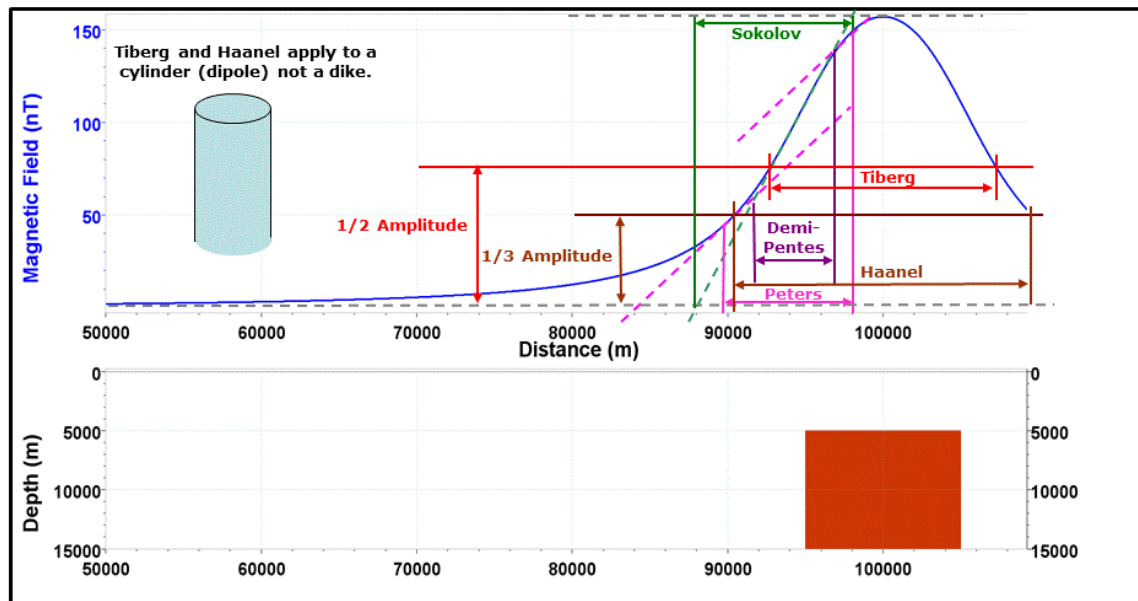 Tiberg and Haanel apply to a
cylinder (dipole) not a dike.
Magnetic Field (nT)
150
100
50
Sokolov
Tiberg
1/2 Amplitude
1/3 Amplitude
Demi-
Pentes
Haanel
Peters
50000 60000 70000 80000 90000 100000
Distance (m)
Depth (m)
0 0
5000 5000
10000 10000
15000 15000
50000 60000 70000 80000 90000 100000